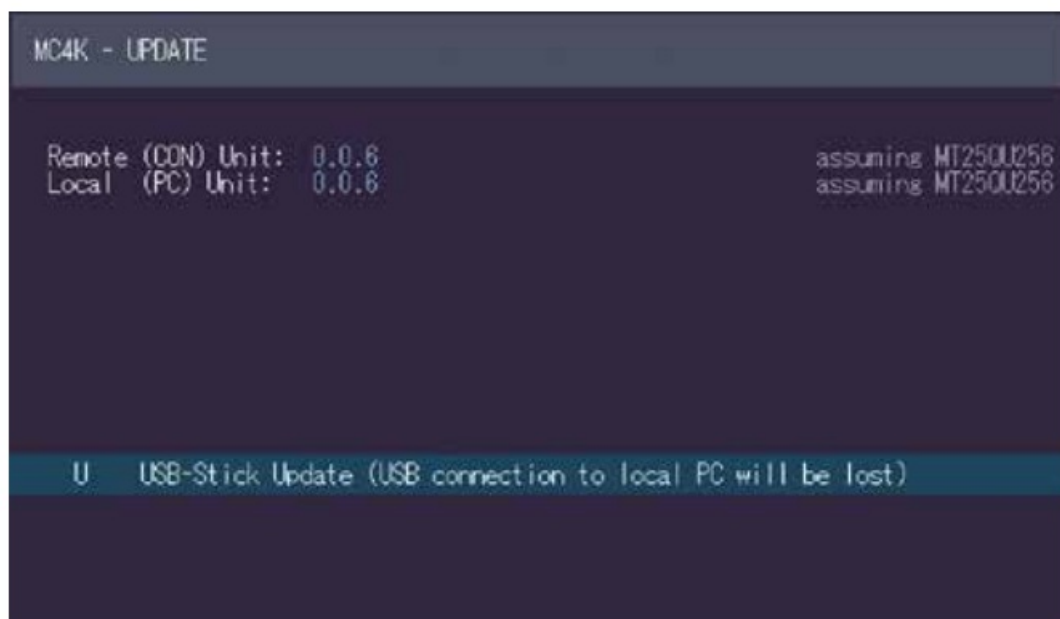 MC4K - UPDATE
Remote (CON) Unit: 0.0.6 assuming MT25QU256
Local (PC) Unit: 0.0.6 assuming MT25QU256
U USB-Stick Update (USB connection to local PC will be lost)